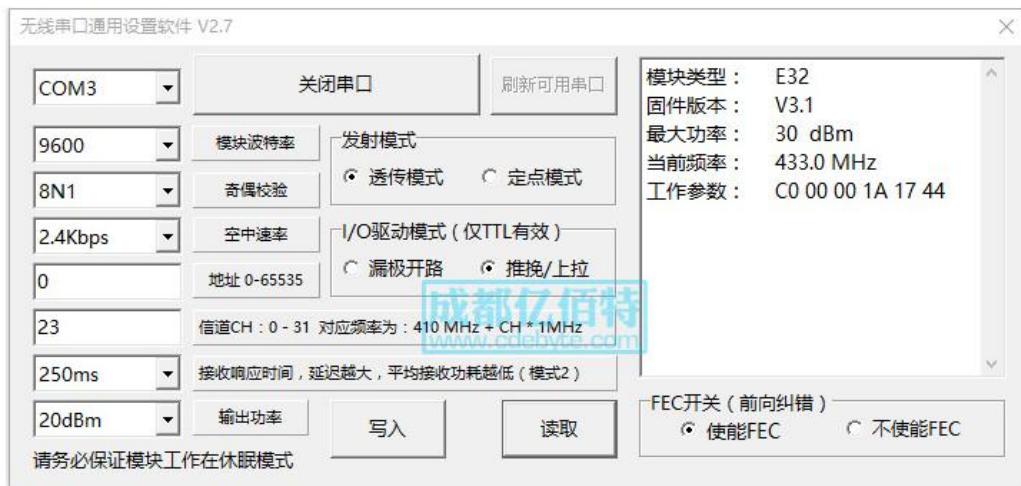 无线串口通用设置软件 V2.7
COM3
关闭串口
刷新可用串口
9600
模块波特率
8N1
奇偶校验
2.4Kbps
空中速率
0
地址 0-65535
23
信道CH：0 - 31 对应频率为：410 MHz + CH * 1MHz
250ms
接收响应时间，延迟越大，平均接收功耗越低（模式2）
20dBm
输出功率
写入
读取
请务必保证模块工作在休眠模式
发射模式
透传模式
定点模式
I/O驱动模式（仅TTL有效）
漏极开路
推挽/上拉
模块类型： E32
固件版本： V3.1
最大功率： 30 dBm
当前频率： 433.0 MHz
工作参数： C0 00 00 1A 17 44
FEC开关（前向纠错）
使能FEC
不使能FEC
成都亿佰特
www.cdebyte.com